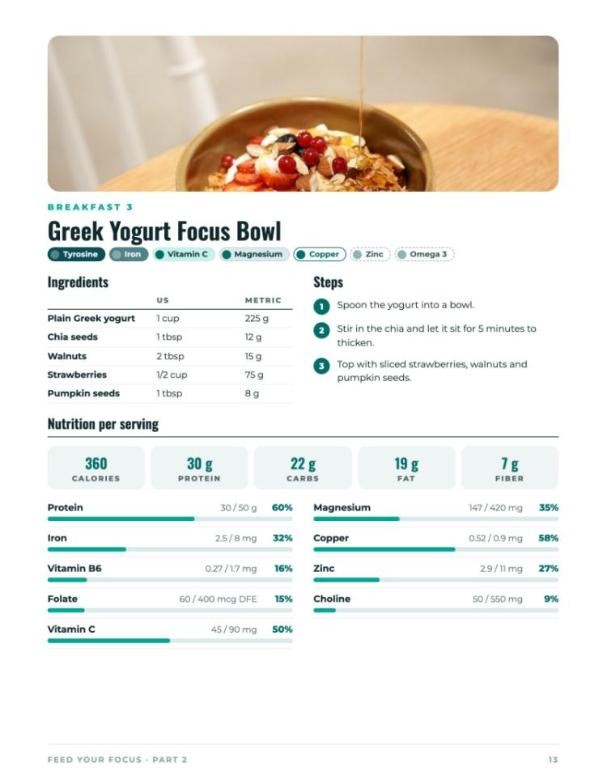 BREAKFAST 3
Greek Yogurt Focus Bowl
Tyrosine Iron Vitamin C Magnesium Copper Zinc Omega 3
Ingredients
US METRIC
Plain Greek yogurt 1 cup 225 g
Chia seeds 1 tbsp 12 g
Walnuts 2 tbsp 15 g
Strawberries 1/2 cup 75 g
Pumpkin seeds 1 tbsp 8 g
Steps
1 Spoon the yogurt into a bowl.
2 Stir in the chia and let it sit for 5 minutes to
thicken.
3 Top with sliced strawberries, walnuts and
pumpkin seeds.
Nutrition per serving
360 30 g 22 g 19 g 7 g
CALORIES PROTEIN CARBS FAT FIBER
Protein 30 / 50 g 60%
Iron 2.5 / 8 mg 32%
Vitamin B6 0.27 / 1.7 mg 16%
Folate 60 / 400 mcg DFE 15%
Vitamin C 45 / 90 mg 50%
Magnesium 147 / 420 mg 35%
Copper 0.52 / 0.9 mg 58%
Zinc 2.9 / 11 mg 27%
Choline 50 / 550 mg 9%
FEED YOUR FOCUS - PART 2 13